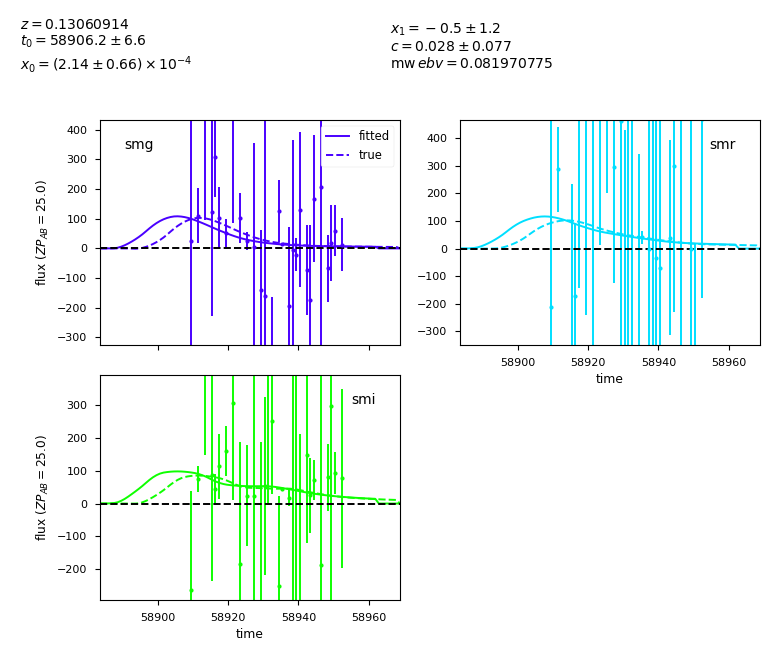 z = 0.13060914
t₀ = 58906.2 ± 6.6
x₀ = (2.14 ± 0.66) × 10⁻⁴
x₁ = −0.5 ± 1.2
c = 0.028 ± 0.077
mw ebv = 0.081970775
smg
fitted
true
400
300
200
100
0
−100
−200
−300
flux (ZP_AB = 25.0)
smr
400
300
200
100
0
−100
−200
−300
58900 58920 58940 58960
time
smi
300
200
100
0
−100
−200
flux (ZP_AB = 25.0)
58900 58920 58940 58960
time